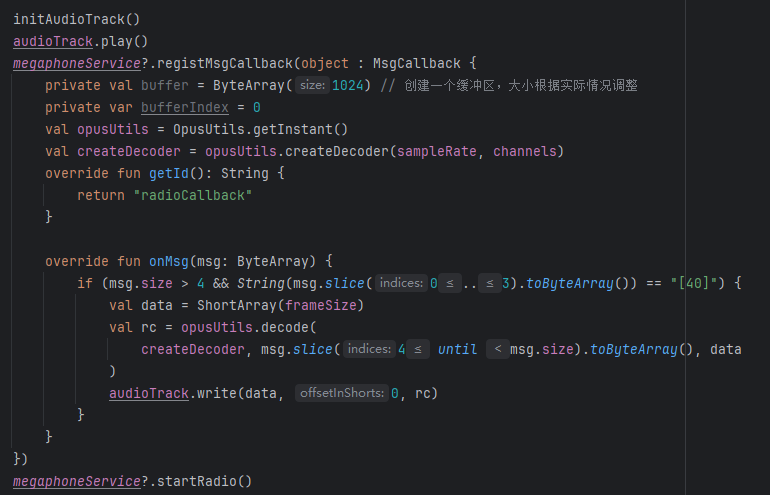 initAudioTrack()
audioTrack.play()
megaphoneService?.registMsgCallback(object : MsgCallback {
    private val buffer = ByteArray( size: 1024) // 创建一个缓冲区，大小根据实际情况调整
    private var bufferIndex = 0
    val opusUtils = OpusUtils.getInstant()
    val createDecoder = opusUtils.createDecoder(sampleRate, channels)
    override fun getId(): String {
        return "radioCallback"
    }
    override fun onMsg(msg: ByteArray) {
        if (msg.size > 4 && String(msg.slice( indices: 0 ≤ .. ≤ 3).toByteArray()) == "[40]") {
            val data = ShortArray(frameSize)
            val rc = opusUtils.decode(
                createDecoder, msg.slice( indices: 4 ≤ until < msg.size).toByteArray(), data
            )
            audioTrack.write(data, offsetInShorts: 0, rc)
        }
    }
})
megaphoneService?.startRadio()